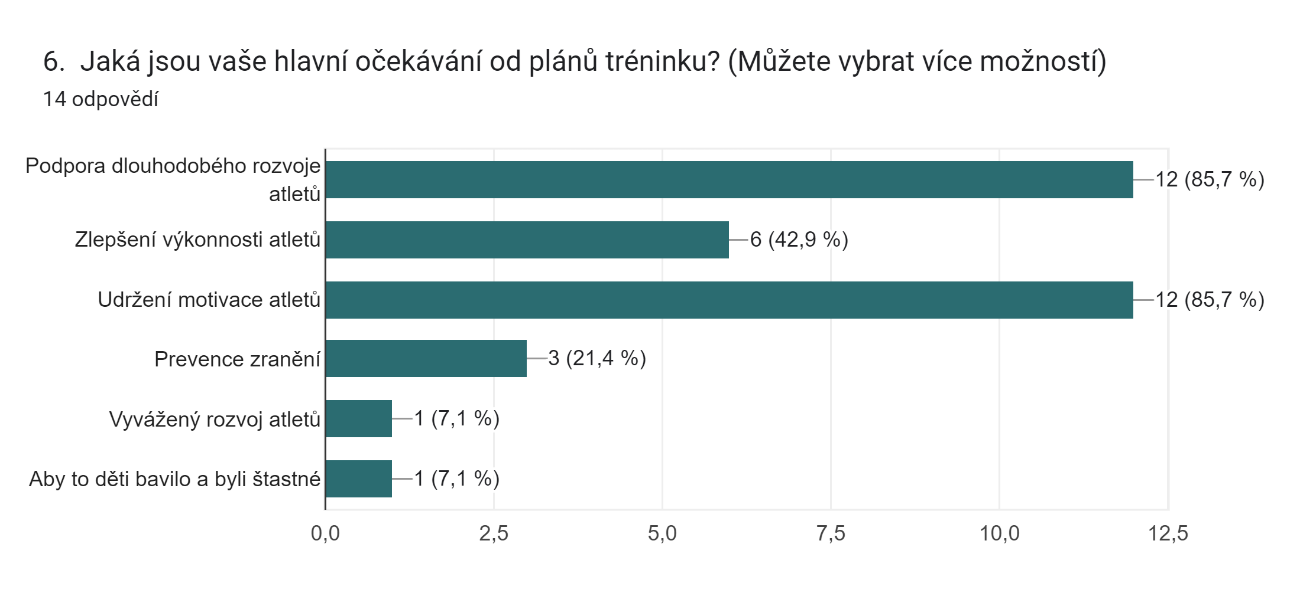 6.  Jaká jsou vaše hlavní očekávání od plánů tréninku? (Můžete vybrat více možností)
14 odpovědí
Podpora dlouhodobého rozvoje
atletů
12 (85,7 %)
Zlepšení výkonnosti atletů
6 (42,9 %)
Udržení motivace atletů
12 (85,7 %)
Prevence zranění
3 (21,4 %)
Vyvážený rozvoj atletů
1 (7,1 %)
Aby to děti bavilo a byli štastné
1 (7,1 %)
0,0
2,5
5,0
7,5
10,0
12,5